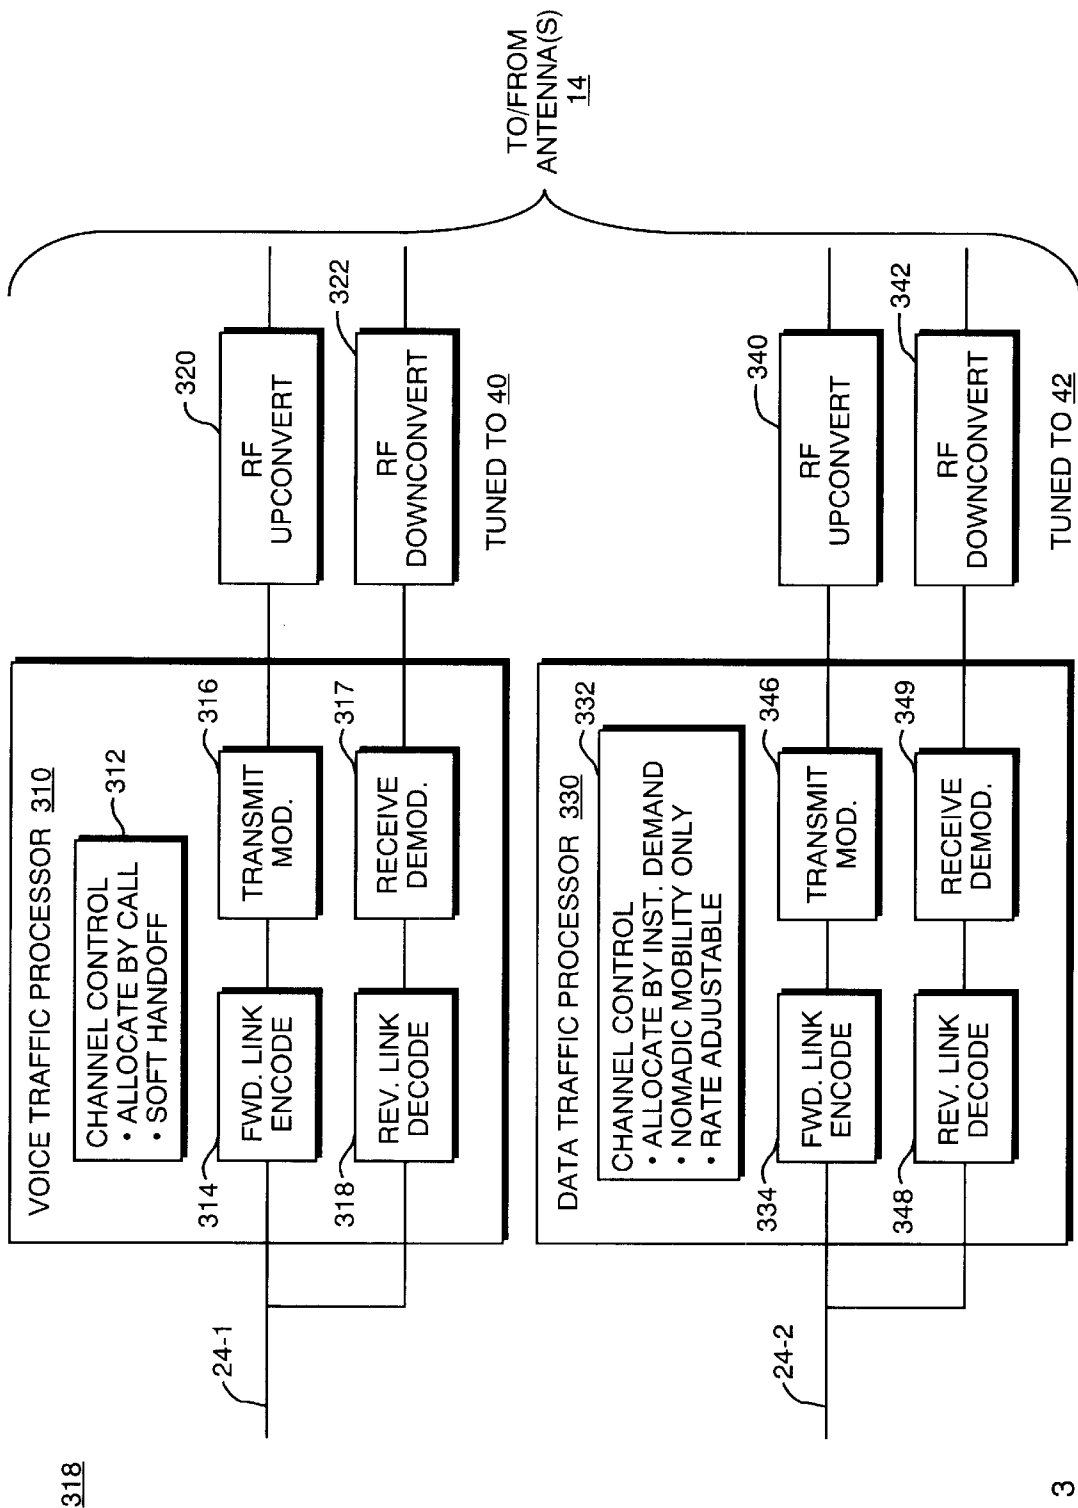 318
24-1
VOICE TRAFFIC PROCESSOR 310
312
CHANNEL CONTROL
• ALLOCATE BY CALL
• SOFT HANDOFF
314
FWD. LINK
ENCODE
316
TRANSMIT
MOD.
320
RF
UPCONVERT
318
REV. LINK
DECODE
317
RECEIVE
DEMOD.
322
RF
DOWNCONVERT
TUNED TO 40
TO/FROM
ANTENNA(S)
14
24-2
DATA TRAFFIC PROCESSOR 330
332
CHANNEL CONTROL
• ALLOCATE BY INST. DEMAND
• NOMADIC MOBILITY ONLY
• RATE ADJUSTABLE
334
FWD. LINK
ENCODE
346
TRANSMIT
MOD.
340
RF
UPCONVERT
348
REV. LINK
DECODE
349
RECEIVE
DEMOD.
342
RF
DOWNCONVERT
TUNED TO 42
3